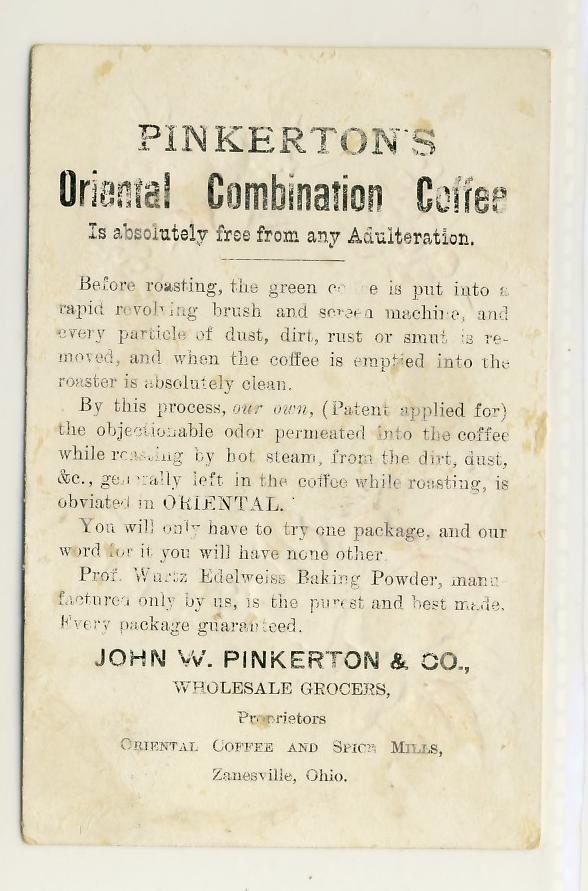 PINKERTON'S
Oriental Combination Coffee
Is absolutely free from any Adulteration.
Before roasting, the green coffee is put into a
rapid revolving brush and screen machine, and
every particle of dust, dirt, rust or smut is re-
moved, and when the coffee is emptied into the
roaster is absolutely clean.
By this process, our own, (Patent applied for)
the objectionable odor permeated into the coffee
while roasting by hot steam, from the dirt, dust,
&c., generally left in the coffee while roasting, is
obviated in ORIENTAL.
You will only have to try one package, and our
word for it you will have none other.
Prof. Wurtz Edelweiss Baking Powder, manu-
factured only by us, is the purest and best made.
Every package guaranteed.
JOHN W. PINKERTON & CO.,
WHOLESALE GROCERS,
Proprietors
ORIENTAL COFFEE AND SPICE MILLS,
Zanesville, Ohio.